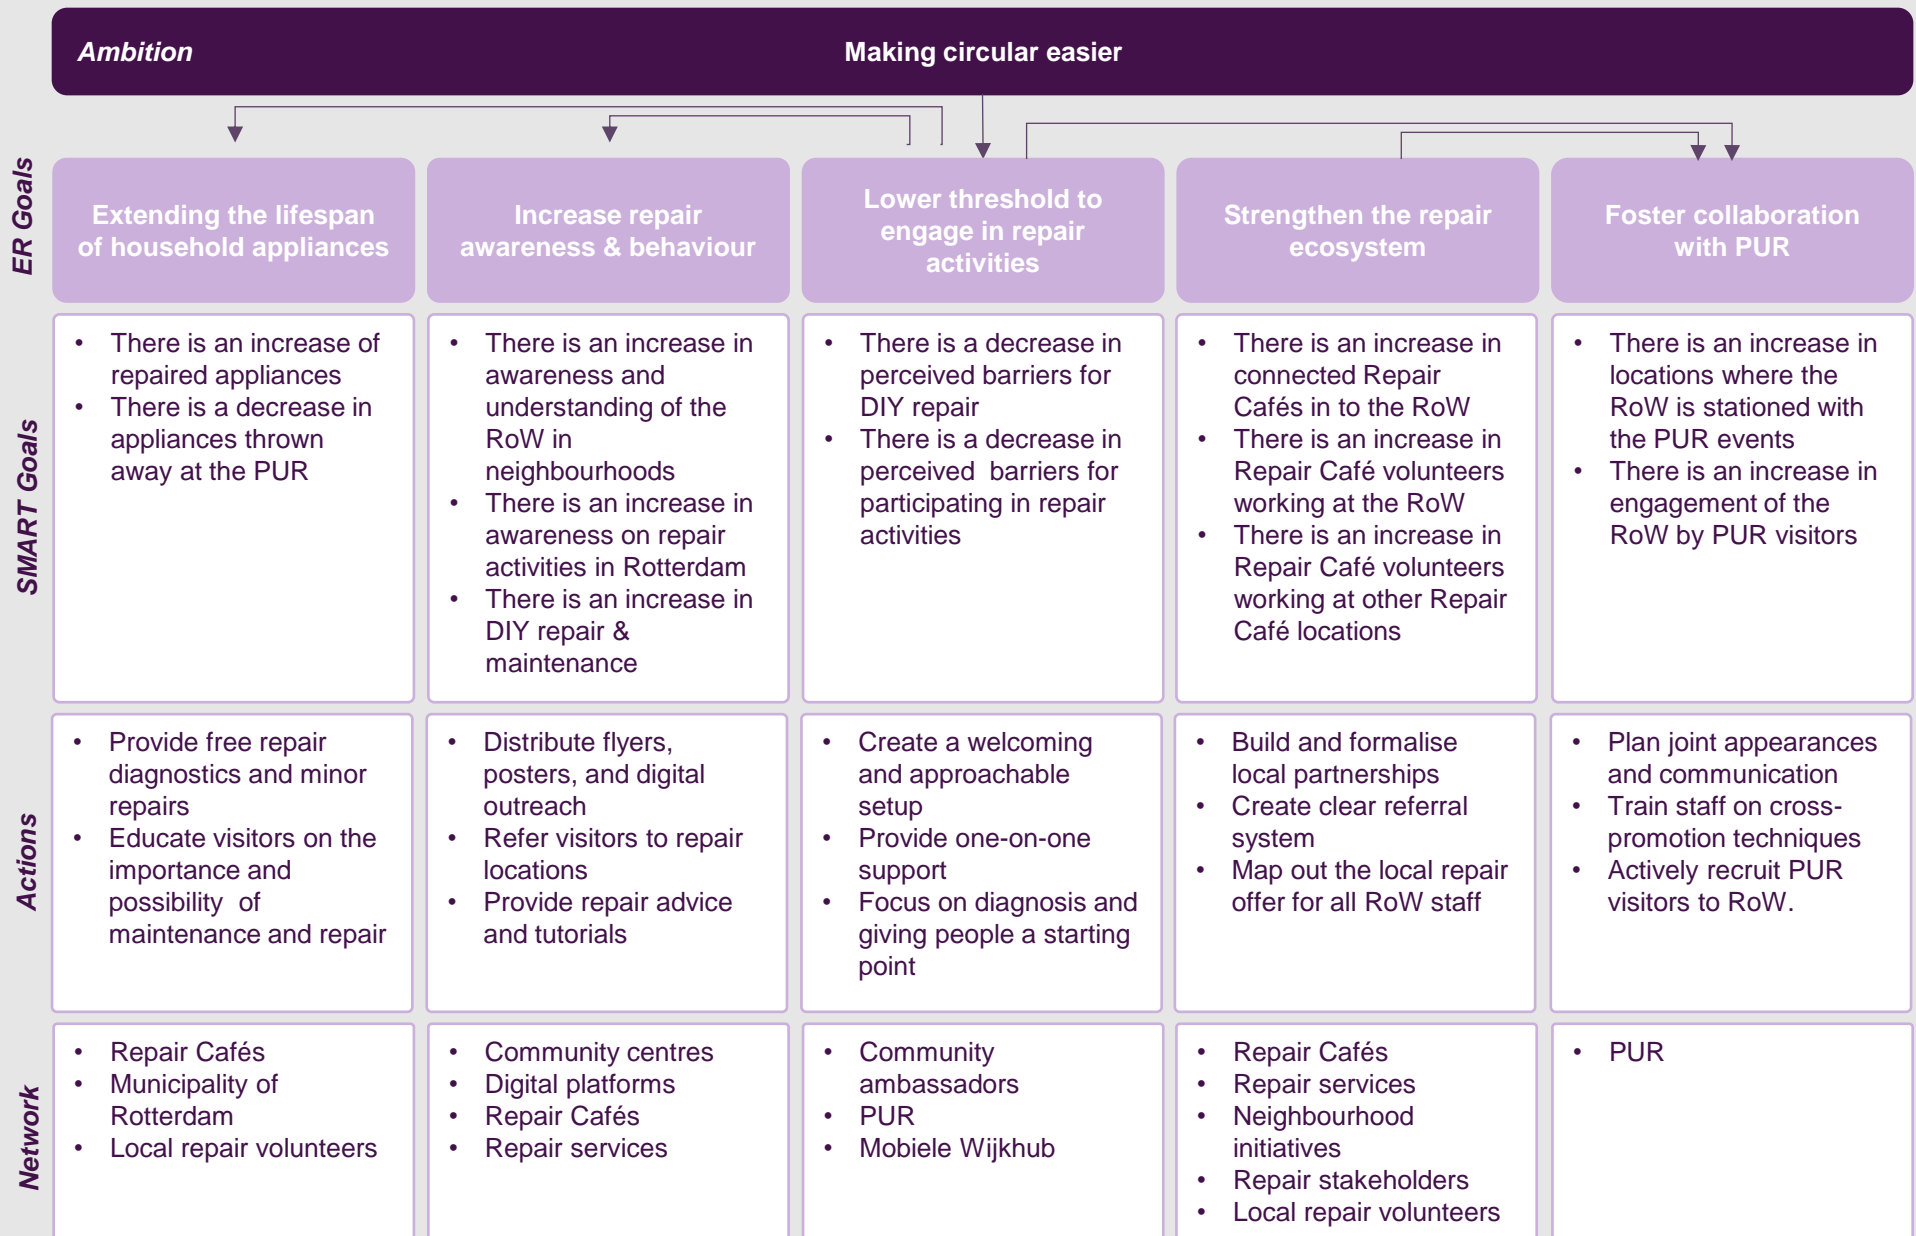 Ambition
Making circular easier
ER Goals
Extending the lifespan
of household appliances
Increase repair
awareness & behaviour
Lower threshold to
engage in repair
activities
Strengthen the repair
ecosystem
Foster collaboration
with PUR
SMART Goals
• There is an increase of
repaired appliances
• There is a decrease in
appliances thrown
away at the PUR
• There is an increase in
awareness and
understanding of the
RoW in
neighbourhoods
• There is an increase in
awareness on repair
activities in Rotterdam
• There is an increase in
DIY repair &
maintenance
• There is a decrease in
perceived barriers for
DIY repair
• There is a decrease in
perceived barriers for
participating in repair
activities
• There is an increase in
connected Repair
Cafés in to the RoW
• There is an increase in
Repair Café volunteers
working at the RoW
• There is an increase in
Repair Café volunteers
working at other Repair
Café locations
• There is an increase in
locations where the
RoW is stationed with
the PUR events
• There is an increase in
engagement of the
RoW by PUR visitors
Actions
• Provide free repair
diagnostics and minor
repairs
• Educate visitors on the
importance and
possibility of
maintenance and repair
• Distribute flyers,
posters, and digital
outreach
• Refer visitors to repair
locations
• Provide repair advice
and tutorials
• Create a welcoming
and approachable
setup
• Provide one-on-one
support
• Focus on diagnosis and
giving people a starting
point
• Build and formalise
local partnerships
• Create clear referral
system
• Map out the local repair
offer for all RoW staff
• Plan joint appearances
and communication
• Train staff on cross-
promotion techniques
• Actively recruit PUR
visitors to RoW.
Network
• Repair Cafés
• Municipality of
Rotterdam
• Local repair volunteers
• Community centres
• Digital platforms
• Repair Cafés
• Repair services
• Community
ambassadors
• PUR
• Mobiele Wijkhub
• Repair Cafés
• Repair services
• Neighbourhood
initiatives
• Repair stakeholders
• Local repair volunteers
• PUR